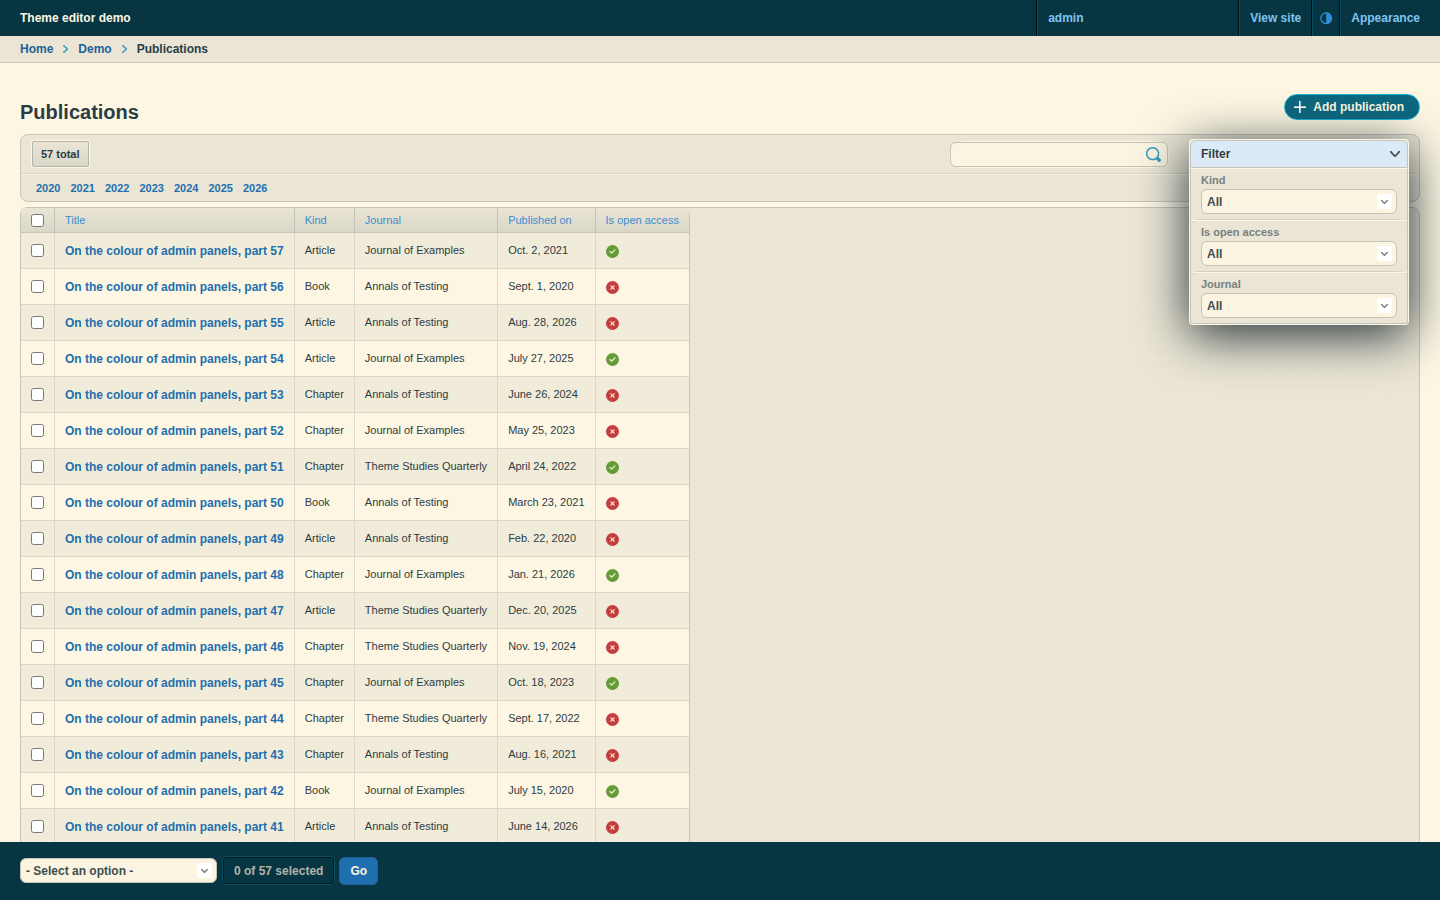 Theme editor demo
admin
View site
Appearance
Home
Demo
Publications
Publications
Add publication
57 total
2020 2021 2022 2023 2024 2025 2026
Filter
Kind
All
Is open access
All
Journal
All
Title Kind Journal Published on Is open access
On the colour of admin panels, part 57 Article Journal of Examples Oct. 2, 2021
On the colour of admin panels, part 56 Book Annals of Testing Sept. 1, 2020
On the colour of admin panels, part 55 Article Annals of Testing Aug. 28, 2026
On the colour of admin panels, part 54 Article Journal of Examples July 27, 2025
On the colour of admin panels, part 53 Chapter Annals of Testing June 26, 2024
On the colour of admin panels, part 52 Chapter Journal of Examples May 25, 2023
On the colour of admin panels, part 51 Chapter Theme Studies Quarterly April 24, 2022
On the colour of admin panels, part 50 Book Annals of Testing March 23, 2021
On the colour of admin panels, part 49 Article Annals of Testing Feb. 22, 2020
On the colour of admin panels, part 48 Chapter Journal of Examples Jan. 21, 2026
On the colour of admin panels, part 47 Article Theme Studies Quarterly Dec. 20, 2025
On the colour of admin panels, part 46 Chapter Theme Studies Quarterly Nov. 19, 2024
On the colour of admin panels, part 45 Chapter Journal of Examples Oct. 18, 2023
On the colour of admin panels, part 44 Chapter Theme Studies Quarterly Sept. 17, 2022
On the colour of admin panels, part 43 Chapter Annals of Testing Aug. 16, 2021
On the colour of admin panels, part 42 Book Journal of Examples July 15, 2020
On the colour of admin panels, part 41 Article Annals of Testing June 14, 2026
- Select an option -
0 of 57 selected
Go